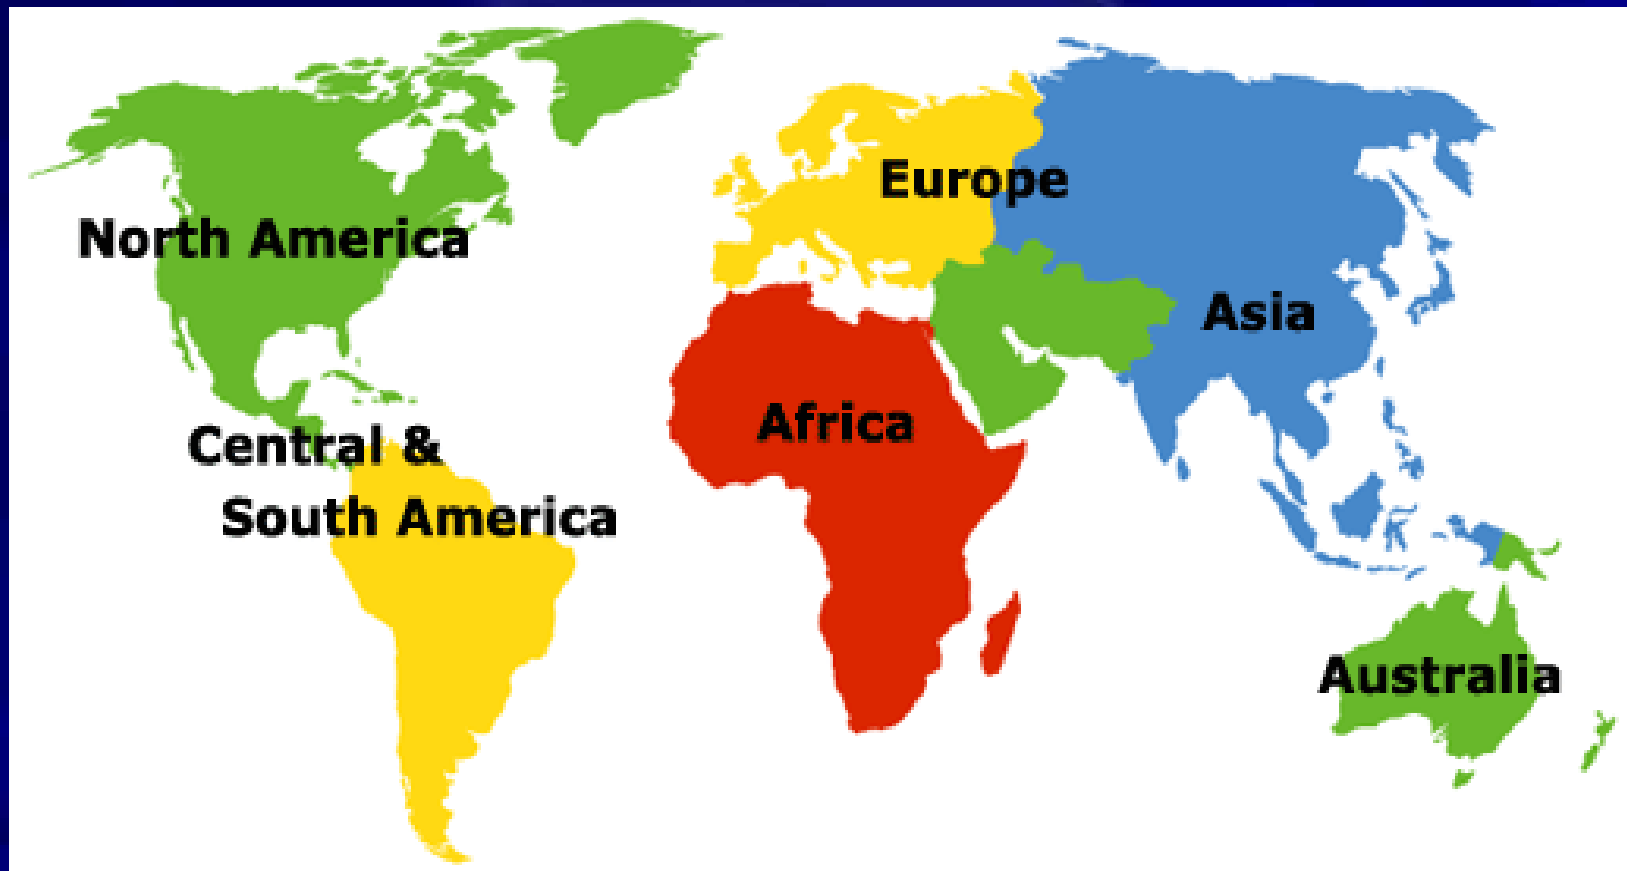 North America
Central &
South America
Europe
Africa
Asia
Australia